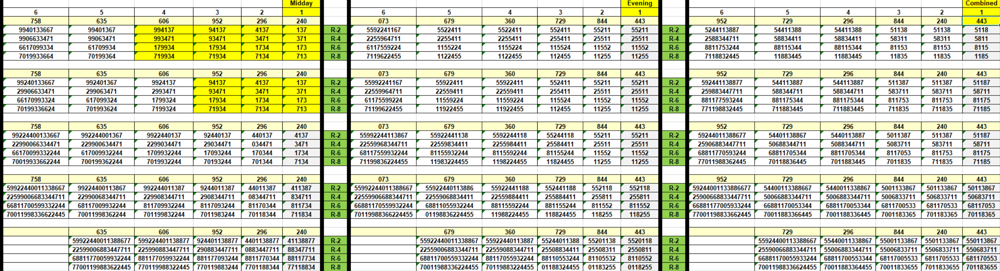 Midday Evening Combined
6 5 4 3 2 1 6 5 4 3 2 1 6 5 4 3 2 1
758 635 606 952 296 240 073 679 360 729 844 443 952 729 296 844 240 443
9940133667 99401367 994137 94137 4137 137 R-2 5592241167 5522411 5522411 552411 55211 55211 R-2 5244113887 54411388 54411388 51138 51138 5118
9906633471 99063471 993471 93471 3471 371 R-4 2255964711 2255411 2255411 255411 25511 25511 R-4 2588344711 58834411 58834411 58311 58311 5811
6617099334 61709934 179934 17934 1734 173 R-6 6117559224 1155224 1155224 115524 11552 11552 R-6 8811753244 88115344 88115344 81153 81153 8115
7019933664 70199364 719934 71934 7134 713 R-8 7119622455 1122455 1122455 112455 11255 11255 R-8 7118832445 11883445 11883445 11835 11835 1185
758 635 606 952 296 240 073 679 360 729 844 443 952 729 296 844 240 443
99240133667 992401367 9924137 94137 4137 137 R-2 55992241167 55922411 55922411 552411 55211 55211 R-2 592441138877 544113887 544113887 511387 511387 51187
29906633471 299063471 2993471 93471 3471 371 R-4 22559964711 22559411 22559411 255411 25511 25511 R-4 259883447711 588344711 588344711 583711 583711 58711
66170993324 617099324 1799324 17934 1734 173 R-6 61175599224 11559224 11559224 115524 11552 11552 R-6 881177593244 881175344 881175344 811753 811753 81175
70199336624 701993624 7199324 71934 7134 713 R-8 71199622455 11922455 11922455 112455 11255 11255 R-8 771198832445 711883445 711883445 711835 711835 71185
758 635 606 952 296 240 073 679 360 729 844 443 952 729 296 844 240 443
99224400133667 992244001367 9922440137 92440137 440137 4137 R-2 55992244113867 55922441138 5592244118 55244118 55211 55211 R-2 59244011388677 54401138867 5440113887 5011387 511387 51187
22990066334471 229900634471 2299034471 29034471 034471 3471 R-4 22559968344711 22559834411 2255984411 25584411 25511 25511 R-4 25906883447711 50688344711 5088344711 5083711 583711 58711
66170099332244 617009932244 1709932244 17093244 170344 1734 R-6 68117559932244 81155932244 8115592244 81155244 11552 11552 R-6 68811770593244 68811705344 8811705344 8117053 811753 81175
70019933662244 700199362244 7019932244 70193244 701344 7134 R-8 71199836224455 11983224455 1198224455 11824455 11255 11255 R-8 77011988362445 70118836445 7011883445 7011835 711835 71185
758 635 606 952 296 240 073 679 360 729 844 443 952 729 296 844 240 443
59922440011338667 99224400113867 992244011387 9244011387 44011387 411387 R-2 55992244011388667 55922440113886 55922441188 552441188 552118 552118 R-2 5924400113388 6677 54400113388667 5440011338867 5001133867 501133867 50113867
22599006683344711 22990068344711 229908344711 2908344711 08344711 834711 R-4 22559906688344711 22559068834411 22559884411 255884411 255811 255811 R-4 25900668833447711 50066883344711 5006883344711 5006833711 506833711 50683711
66811700599332244 68117009932244 811709932244 8117093244 81170344 811734 R-6 66881170559932244 68811055932244 88115592244 881155244 811552 811552 R-6 66881177005933244 66881170053344 6881170053344 6811700533 681170533 68117053
70011998336622445 70011998362244 701199832244 7011983244 70118344 711834 R-8 70119988366224455 01198836224455 11988224455 118824455 118255 118255 R-8 77001198833662445 70011883366445 7001188336445 7001183365 701183365 70118365
635 606 952 296 240 679 360 729 844 443 729 296 844 240 443
59922440011388677 599224401138877 924401138877 4401138877 41138877 R-2 55922440011338867 55922440113887 55244011388 55201138 5520118 R-2 5592440011338 8667 5544001133867 55001133867 5501133867 550113867
22599006883447711 225990883447711 290883447711 0883447711 88347711 R-4 22559006883344711 22559088344711 25508834411 25508311 2550811 R-4 25590066883344711 55006883344711 55006833711 5506833711 550683711
68811770059932244 881177059932244 881177093244 8811770344 88117734 R-6 68811700559332244 88117055932244 88110553244 81105532 8110552 R-6 66881170055933244 68811700553344 68117005533 6811705533 681170553
77001199883622445 770119988322445 770119883244 7701188344 77118834 R-8 70011998833622 4455 70119883224455 01188324455 01183255 0118255 R-8 70011988336624455 70011883364455 70011833655 7011833655 701183655